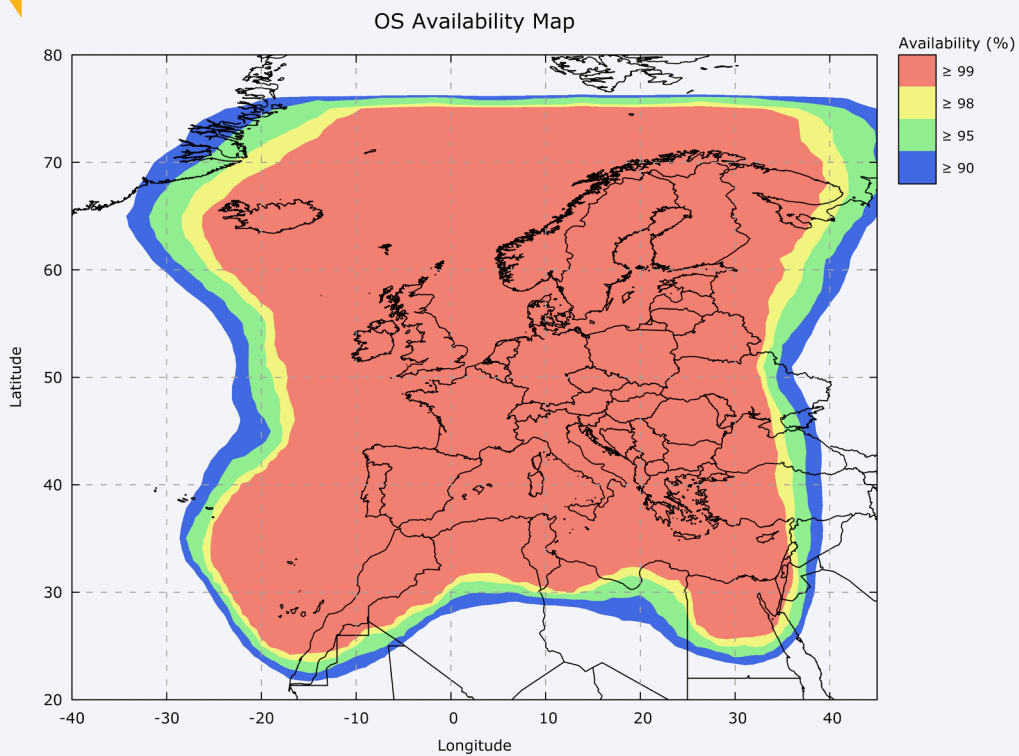 OS Availability Map
Availability (%)
≥ 99
≥ 98
≥ 95
≥ 90
80
70
60
50
40
30
20
Latitude
-40 -30 -20 -10 0 10 20 30 40
Longitude